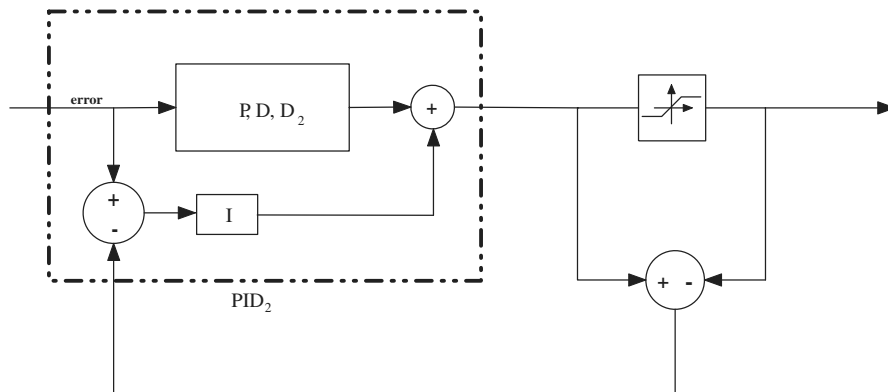 error
P, D, D2
+
+
-
I
+ -
PID2